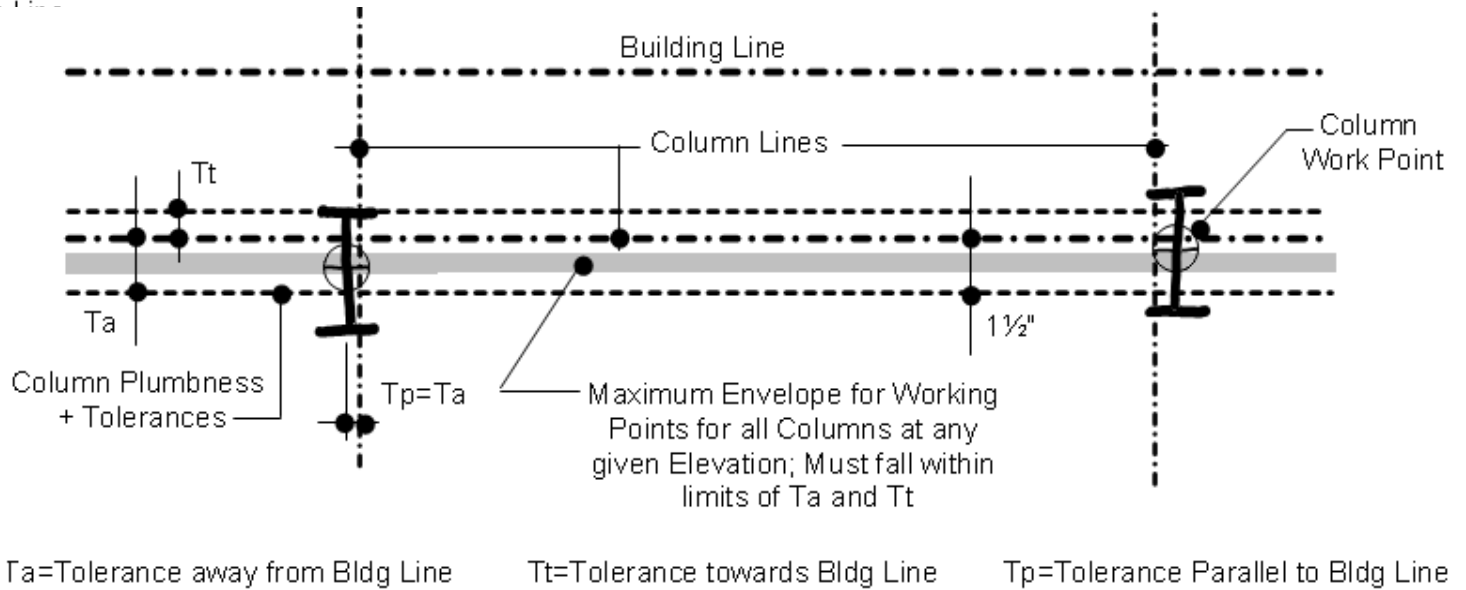 Building Line
Column Lines
Column
Work Point
Tt
Ta
1½"
Column Plumbness
+ Tolerances
Tp=Ta
Maximum Envelope for Working
Points for all Columns at any
given Elevation; Must fall within
limits of Ta and Tt
Ta=Tolerance away from Bldg Line
Tt=Tolerance towards Bldg Line
Tp=Tolerance Parallel to Bldg Line